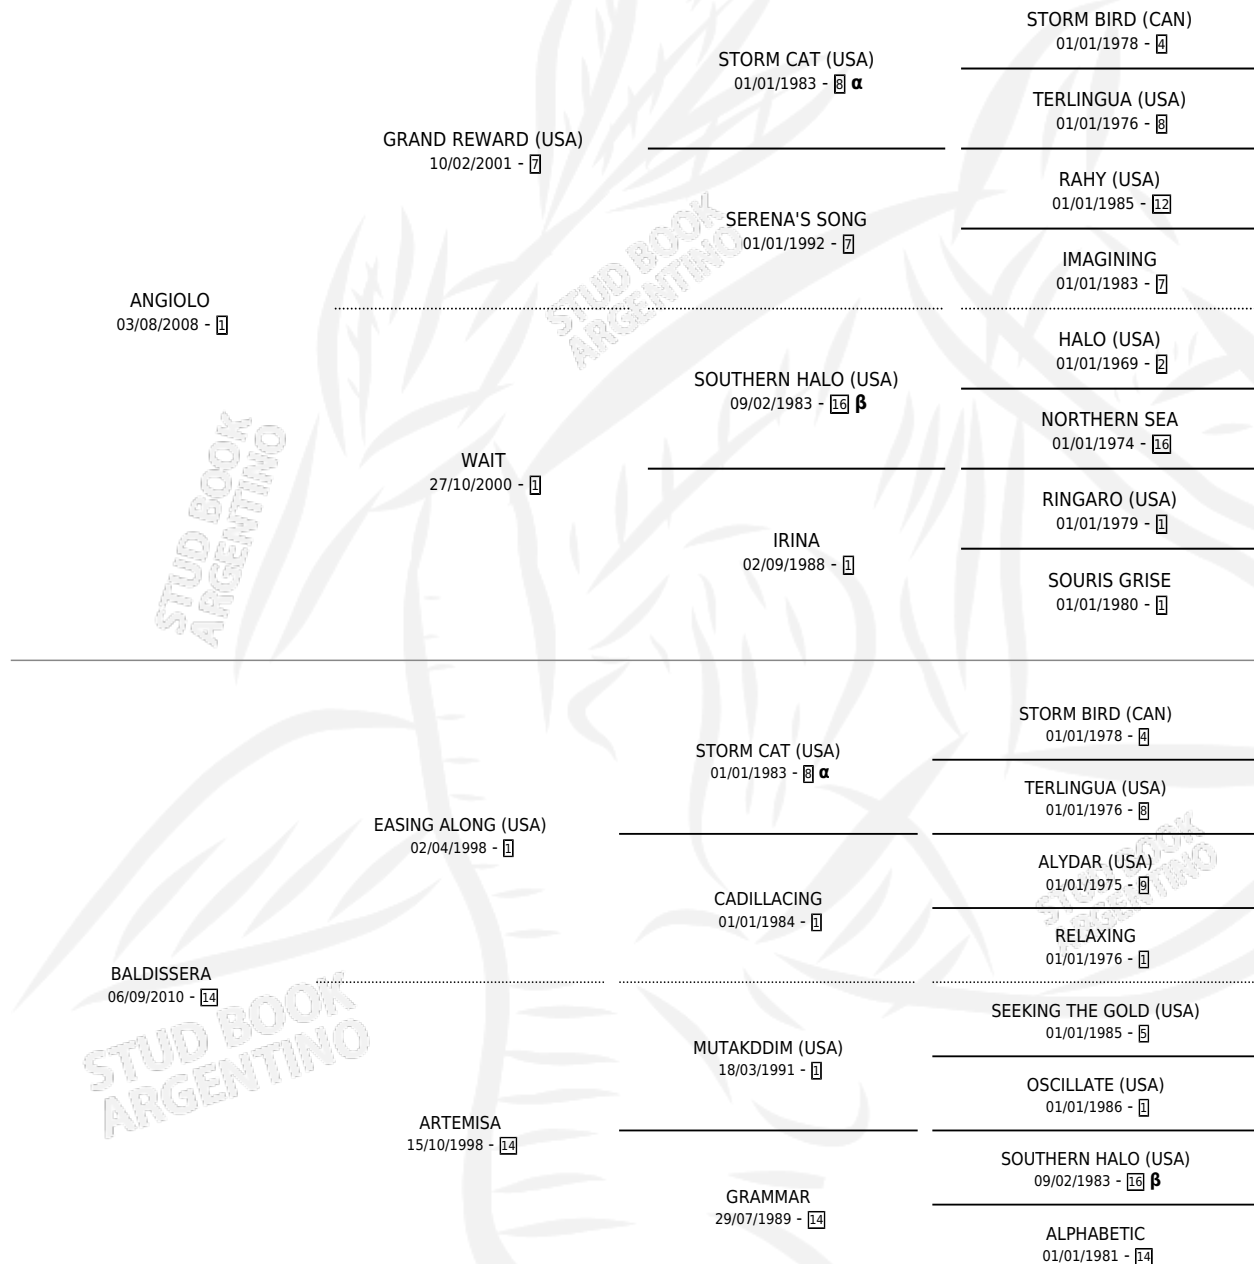 STORM BIRD (CAN)
01/01/1978 - 4
STORM CAT (USA)
01/01/1983 - 8 α
TERLINGUA (USA)
01/01/1976 - 8
GRAND REWARD (USA)
10/02/2001 - 7
RAHY (USA)
01/01/1985 - 12
SERENA'S SONG
01/01/1992 - 7
IMAGINING
01/01/1983 - 7
ANGIOLO
03/08/2008 - 1
HALO (USA)
01/01/1969 - 2
SOUTHERN HALO (USA)
09/02/1983 - 16 β
NORTHERN SEA
01/01/1974 - 16
WAIT
27/10/2000 - 1
RINGARO (USA)
01/01/1979 - 1
IRINA
02/09/1988 - 1
SOURIS GRISE
01/01/1980 - 1
STORM BIRD (CAN)
01/01/1978 - 4
STORM CAT (USA)
01/01/1983 - 8 α
TERLINGUA (USA)
01/01/1976 - 8
EASING ALONG (USA)
02/04/1998 - 1
ALYDAR (USA)
01/01/1975 - 9
CADILLACING
01/01/1984 - 1
RELAXING
01/01/1976 - 1
BALDISSERA
06/09/2010 - 14
SEEKING THE GOLD (USA)
01/01/1985 - 5
MUTAKDDIM (USA)
18/03/1991 - 1
OSCILLATE (USA)
01/01/1986 - 1
ARTEMISA
15/10/1998 - 14
SOUTHERN HALO (USA)
09/02/1983 - 16 β
GRAMMAR
29/07/1989 - 14
ALPHABETIC
01/01/1981 - 14
STUD BOOK
ARGENTINO
STUD BOOK
ARGENTINO
STUD BOOK
ARGENTINO
STUD BOOK
ARGENTINO